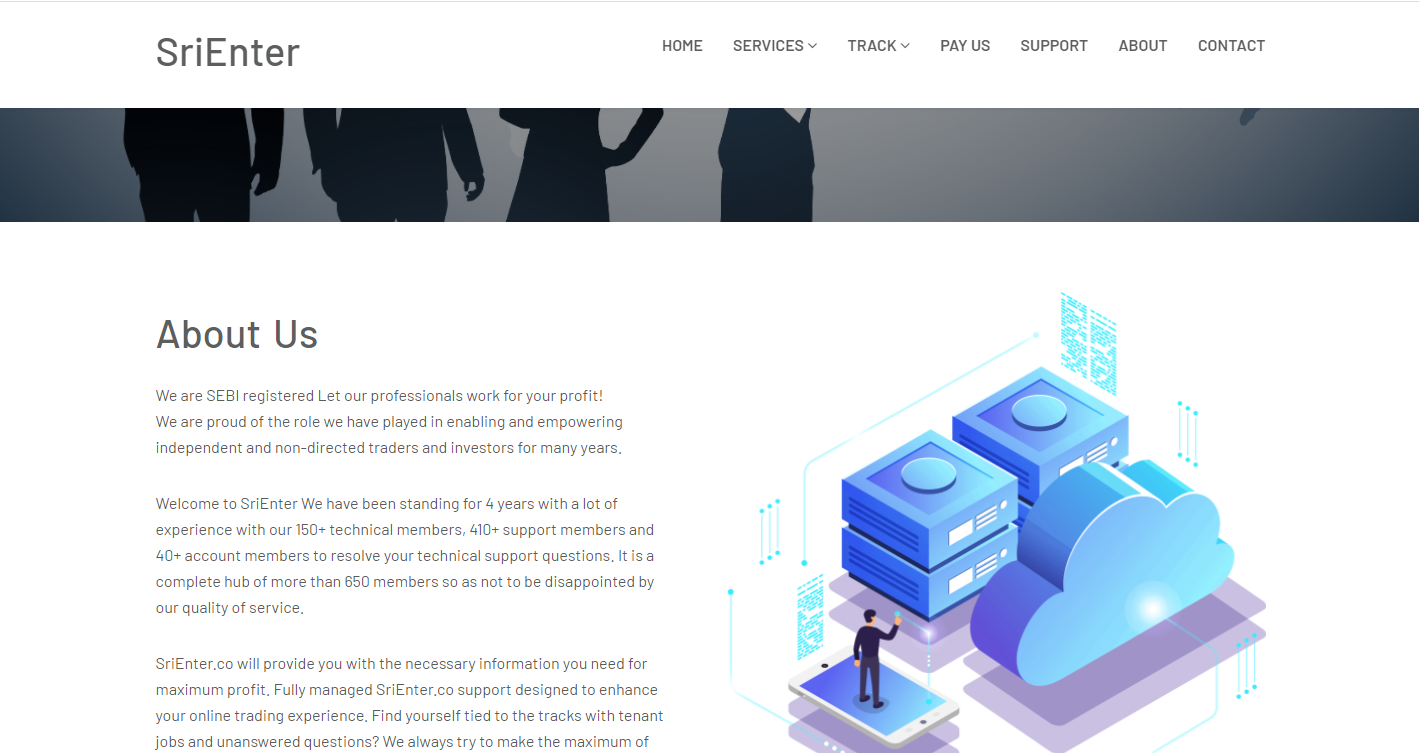 SriEnter
HOME SERVICES TRACK PAY US SUPPORT ABOUT CONTACT
About Us
We are SEBI registered Let our professionals work for your profit!
We are proud of the role we have played in enabling and empowering
independent and non-directed traders and investors for many years.
Welcome to SriEnter We have been standing for 4 years with a lot of
experience with our 150+ technical members, 410+ support members and
40+ account members to resolve your technical support questions. It is a
complete hub of more than 650 members so as not to be disappointed by
our quality of service.
SriEnter.co will provide you with the necessary information you need for
maximum profit. Fully managed SriEnter.co support designed to enhance
your online trading experience. Find yourself tied to the tracks with tenant
jobs and unanswered questions? We always try to make the maximum of